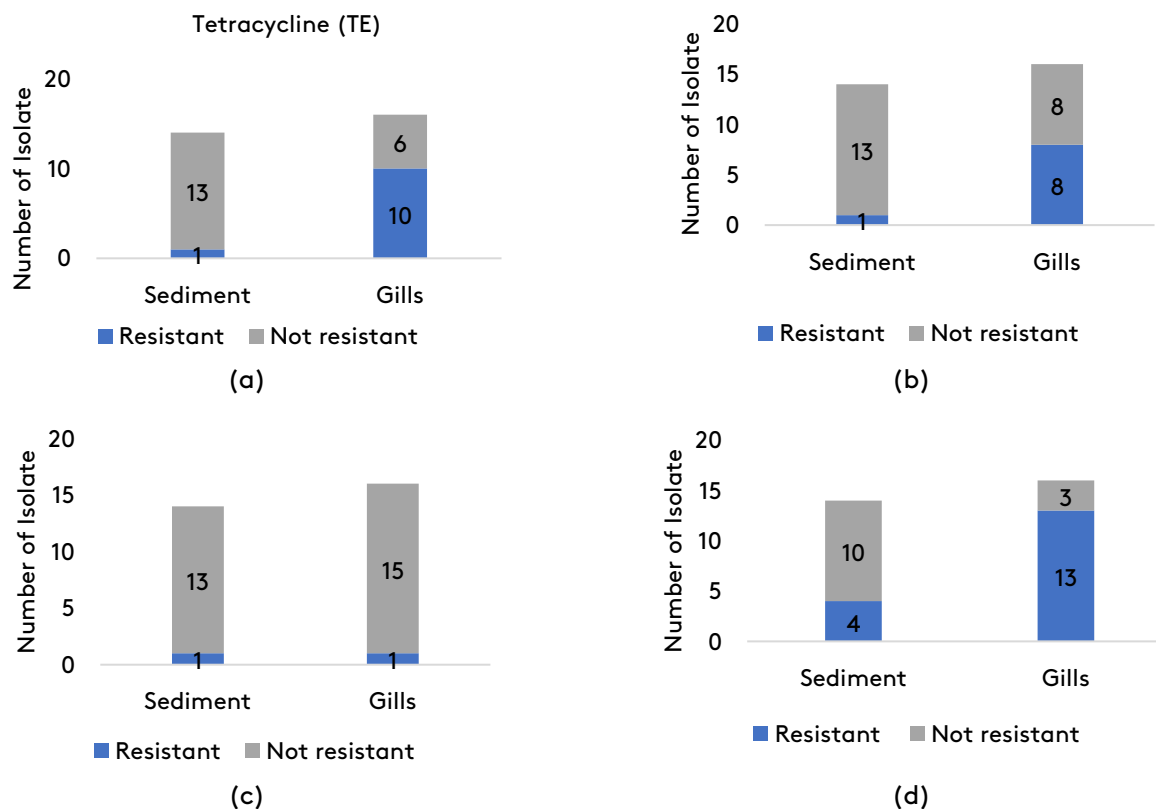 Tetracycline (TE)
Number of Isolate
20
10
0
13
1
6
10
Sediment Gills
Resistant Not resistant
(a)
Number of Isolate
20
15
10
5
0
13
1
8
8
Sediment Gills
Resistant Not resistant
(b)
Number of Isolate
20
15
10
5
0
13
1
15
1
Sediment Gills
Resistant Not resistant
(c)
Number of Isolate
20
15
10
5
0
10
4
3
13
Sediment Gills
Resistant Not resistant
(d)